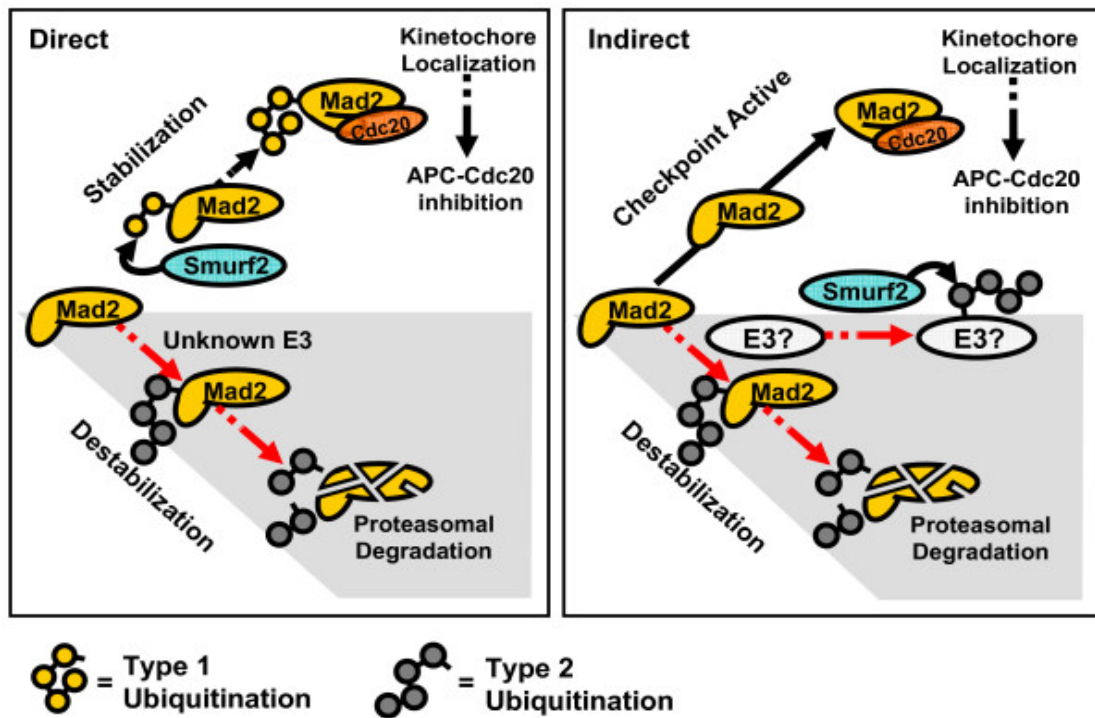 Direct
Kinetochore
Localization
Stabilization
Mad2
Cdc20
APC-Cdc20
inhibition
Mad2
Smurf2
Mad2
Unknown E3
Mad2
Destabilization
Proteasomal
Degradation
Indirect
Kinetochore
Localization
Checkpoint Active
Mad2
Cdc20
APC-Cdc20
inhibition
Mad2
Smurf2
Mad2
E3?
E3?
Mad2
Destabilization
Proteasomal
Degradation
= Type 1
Ubiquitination
= Type 2
Ubiquitination